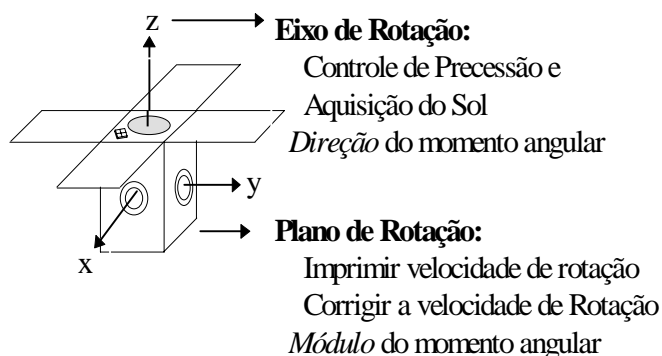 z
Eixo de Rotação:
Controle de Precessão e
Aquisição do Sol
Direção do momento angular
y
x
Plano de Rotação:
Imprimir velocidade de rotação
Corrigir a velocidade de Rotação
Módulo do momento angular